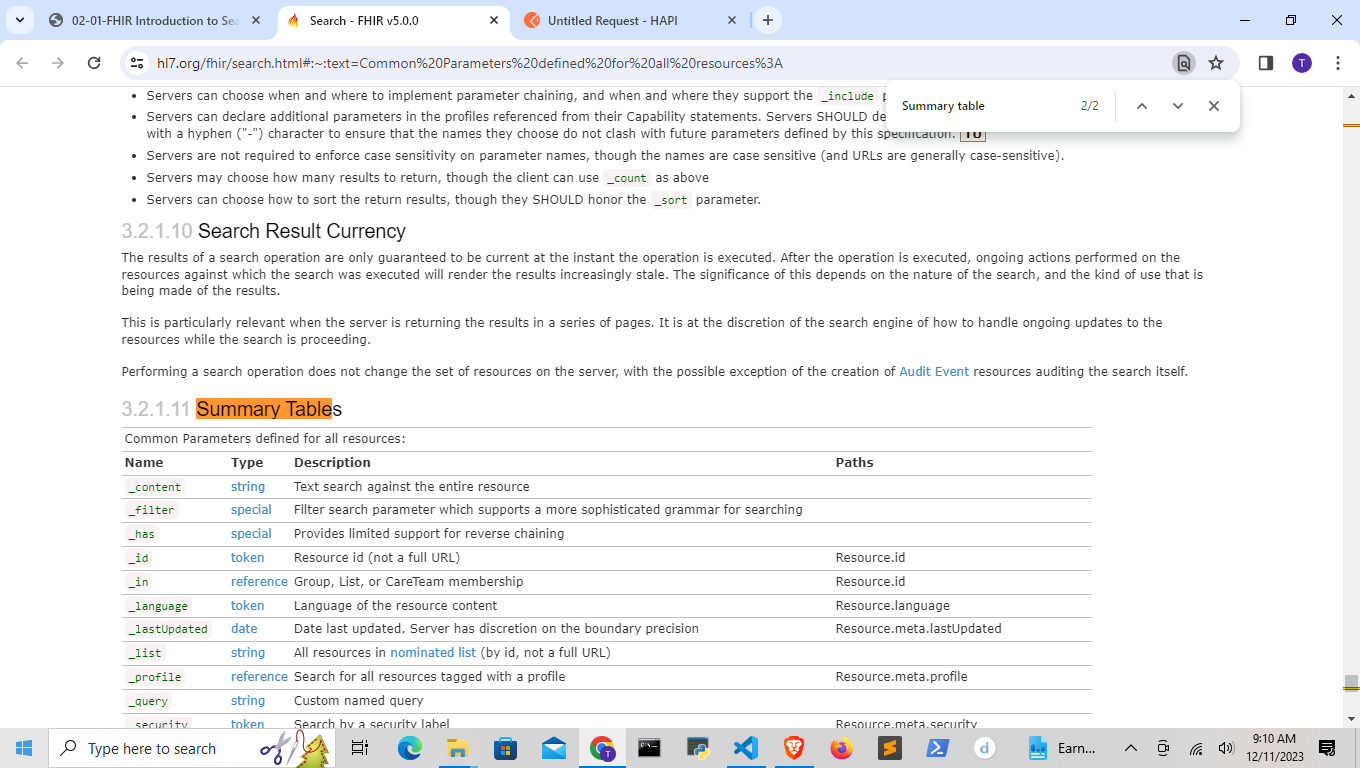 02-01-FHIR Introduction to Sea
Search - FHIR v5.0.0
Untitled Request - HAPI
hl7.org/fhir/search.html#:~:text=Common%20Parameters%20defined%20for%20all%20resources%3A
T
Summary table 2/2
• Servers can choose when and where to implement parameter chaining, and when and where they support the _include
• Servers can declare additional parameters in the profiles referenced from their Capability statements. Servers SHOULD de
with a hyphen ("-") character to ensure that the names they choose do not clash with future parameters defined by this specification. TU
• Servers are not required to enforce case sensitivity on parameter names, though the names are case sensitive (and URLs are generally case-sensitive).
• Servers may choose how many results to return, though the client can use _count as above
• Servers can choose how to sort the return results, though they SHOULD honor the _sort parameter.
3.2.1.10 Search Result Currency
The results of a search operation are only guaranteed to be current at the instant the operation is executed. After the operation is executed, ongoing actions performed on the
resources against which the search was executed will render the results increasingly stale. The significance of this depends on the nature of the search, and the kind of use that is
being made of the results.
This is particularly relevant when the server is returning the results in a series of pages. It is at the discretion of the search engine of how to handle ongoing updates to the
resources while the search is proceeding.
Performing a search operation does not change the set of resources on the server, with the possible exception of the creation of Audit Event resources auditing the search itself.
3.2.1.11 Summary Tables
Common Parameters defined for all resources:
Name Type Description Paths
_content string Text search against the entire resource
_filter special Filter search parameter which supports a more sophisticated grammar for searching
_has special Provides limited support for reverse chaining
_id token Resource id (not a full URL) Resource.id
_in reference Group, List, or CareTeam membership Resource.id
_language token Language of the resource content Resource.language
_lastUpdated date Date last updated. Server has discretion on the boundary precision Resource.meta.lastUpdated
_list string All resources in nominated list (by id, not a full URL)
_profile reference Search for all resources tagged with a profile Resource.meta.profile
_query string Custom named query
_security token Search by a security label Resource.meta.security
Type here to search
T
d
Earn...
9:10 AM
12/11/2023